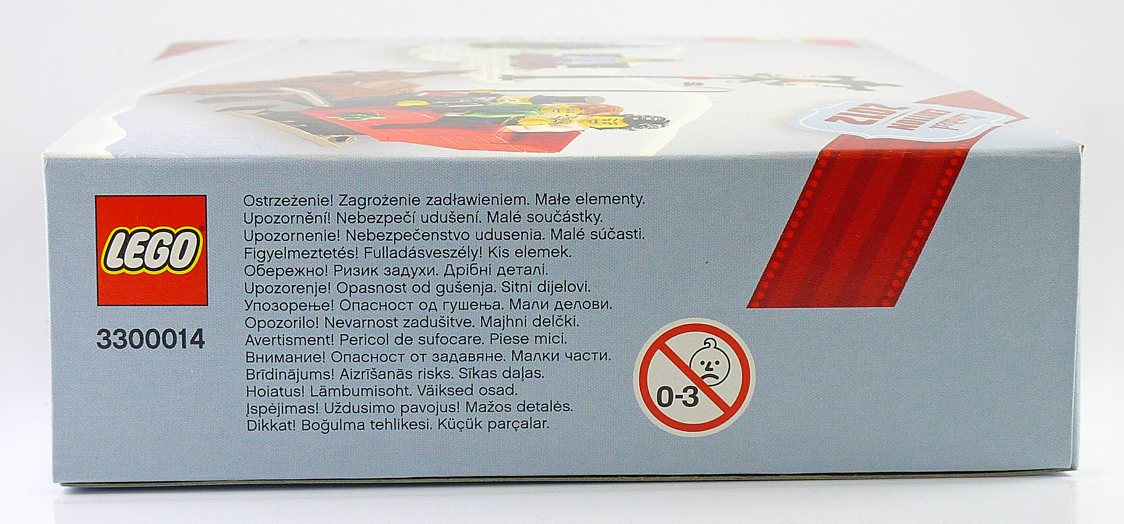 LEGO
3300014
Ostrzeżenie! Zagrożenie zadławieniem. Małe elementy.
Upozornění! Nebezpečí udušení. Malé součástky.
Upozornenie! Nebezpečenstvo udusenia. Malé súčasti.
Figyelmeztetés! Fulladásveszély! Kis elemek.
Обережно! Ризик задухи. Дрібні деталі.
Upozorenje! Opasnost od gušenja. Sitni dijelovi.
Упозорење! Опасност од гушења. Мали делови.
Opozorilo! Nevarnost zadušitve. Majhni delčki.
Avertisment! Pericol de sufocare. Piese mici.
Внимание! Опасност от задавяне. Малки части.
Brīdinājums! Aizrīšanās risks. Sīkas daļas.
Hoiatus! Lämbumisoht. Väiksed osad.
Įspėjimas! Uždusimo pavojus! Mažos detalės.
Dikkat! Boğulma tehlikesi. Küçük parçalar.
0-3
Limited
Edition
2012